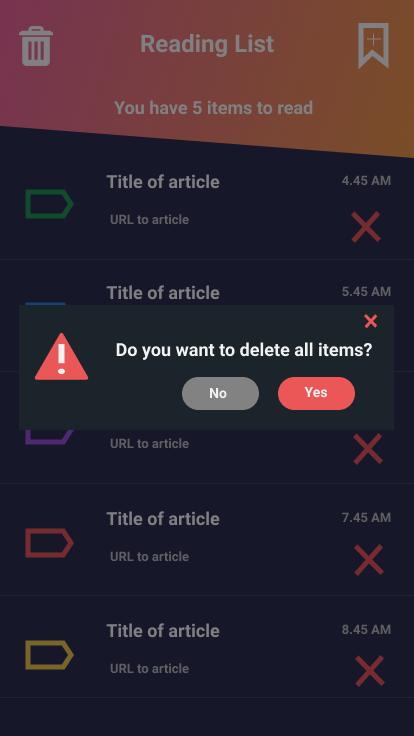 Reading List
You have 5 items to read
Title of article
4.45 AM
URL to article
Title of article
5.45 AM
Do you want to delete all items?
No
Yes
URL to article
Title of article
7.45 AM
URL to article
Title of article
8.45 AM
URL to article